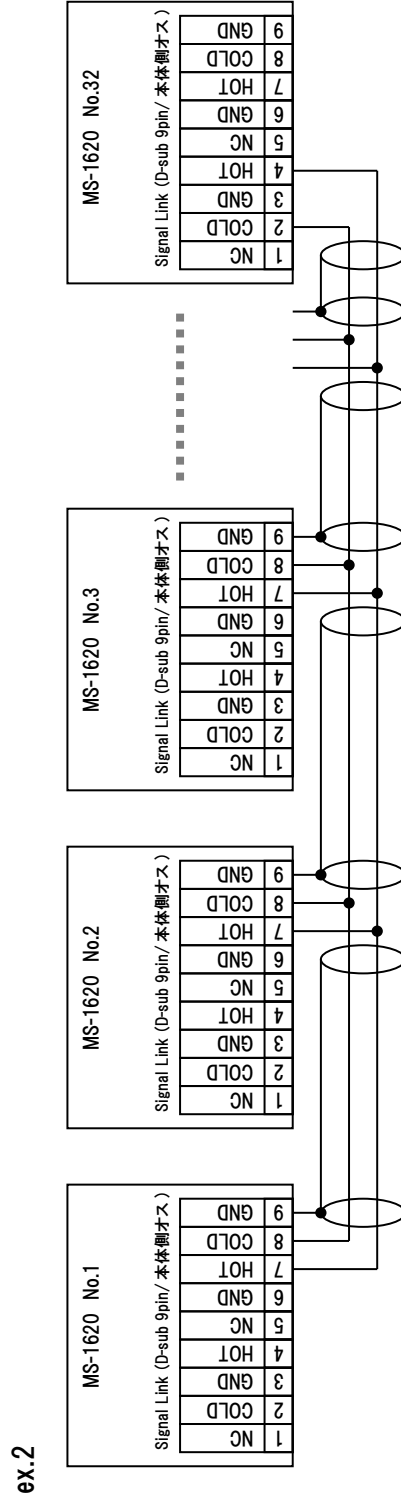 ex.2
MS-1620 No.1
Signal Link (D-sub 9pin/本体側オス)
1 NC
2 COLD
3 GND
4 HOT
5 NC
6 GND
7 HOT
8 COLD
9 GND
MS-1620 No.2
Signal Link (D-sub 9pin/本体側オス)
1 NC
2 COLD
3 GND
4 HOT
5 NC
6 GND
7 HOT
8 COLD
9 GND
MS-1620 No.3
Signal Link (D-sub 9pin/本体側オス)
1 NC
2 COLD
3 GND
4 HOT
5 NC
6 GND
7 HOT
8 COLD
9 GND
MS-1620 No.32
Signal Link (D-sub 9pin/本体側オス)
1 NC
2 COLD
3 GND
4 HOT
5 NC
6 GND
7 HOT
8 COLD
9 GND